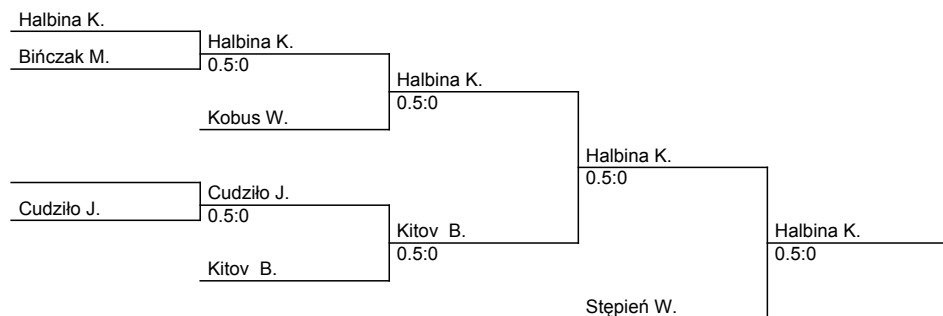 Halbina K.
Bińczak M.
Halbina K.
0.5:0
Kobus W.
Halbina K.
0.5:0
Cudziło J.
Cudziło J.
0.5:0
Kitov  B.
Kitov  B.
0.5:0
Halbina K.
0.5:0
Stępień W.
Halbina K.
0.5:0